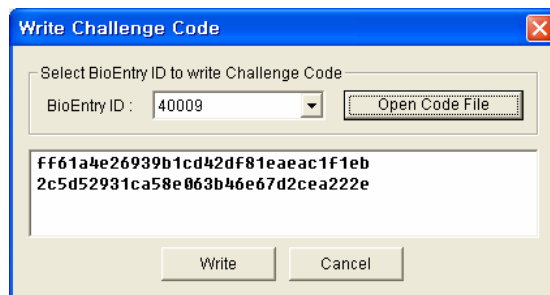 Write Challenge Code
Select BioEntry ID to write Challenge Code
BioEntry ID : 40009 Open Code File
ff61a4e26939b1cd42df81eaeac1f1eb
2c5d52931ca58e063b46e67d2cea222e
Write Cancel